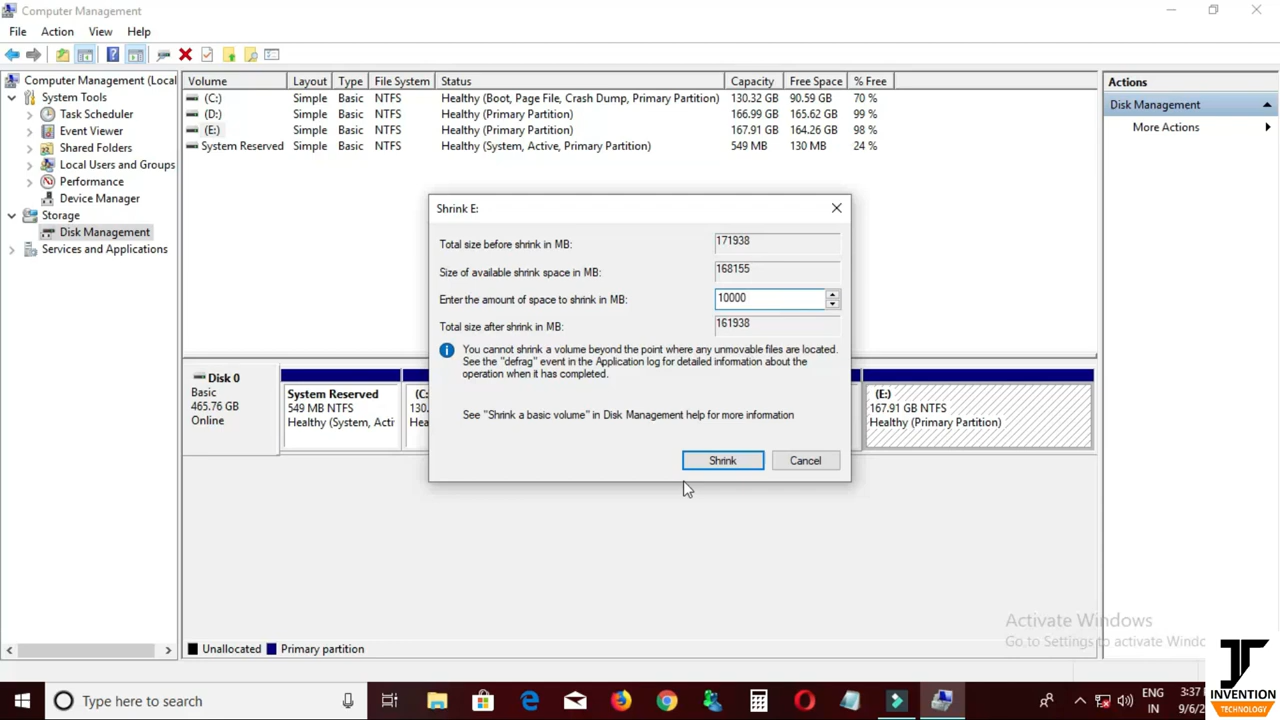 Computer Management
File Action View Help
Computer Management (Local
System Tools
Task Scheduler
Event Viewer
Shared Folders
Local Users and Groups
Performance
Device Manager
Storage
Disk Management
Services and Applications
Volume Layout Type File System Status Capacity Free Space % Free
(C:) Simple Basic NTFS Healthy (Boot, Page File, Crash Dump, Primary Partition) 130.32 GB 90.59 GB 70 %
(D:) Simple Basic NTFS Healthy (Primary Partition) 166.99 GB 165.62 GB 99 %
(E:) Simple Basic NTFS Healthy (Primary Partition) 167.91 GB 164.26 GB 98 %
System Reserved Simple Basic NTFS Healthy (System, Active, Primary Partition) 549 MB 130 MB 24 %
Actions
Disk Management
More Actions
Shrink E:
Total size before shrink in MB: 171938
Size of available shrink space in MB: 168155
Enter the amount of space to shrink in MB: 10000
Total size after shrink in MB: 161938
You cannot shrink a volume beyond the point where any unmovable files are located.
See the "defrag" event in the Application log for detailed information about the
operation when it has completed.
See "Shrink a basic volume" in Disk Management help for more information
Shrink Cancel
Disk 0
Basic
465.76 GB
Online
System Reserved
549 MB NTFS
Healthy (System, Acti
(C:
130.
Hea
(E:)
167.91 GB NTFS
Healthy (Primary Partition)
Unallocated Primary partition
Activate Windows
Go to Settings to activate Windo
Type here to search
ENG
IN
3:37
9/6/2
INVENTION
TECHNOLOGY